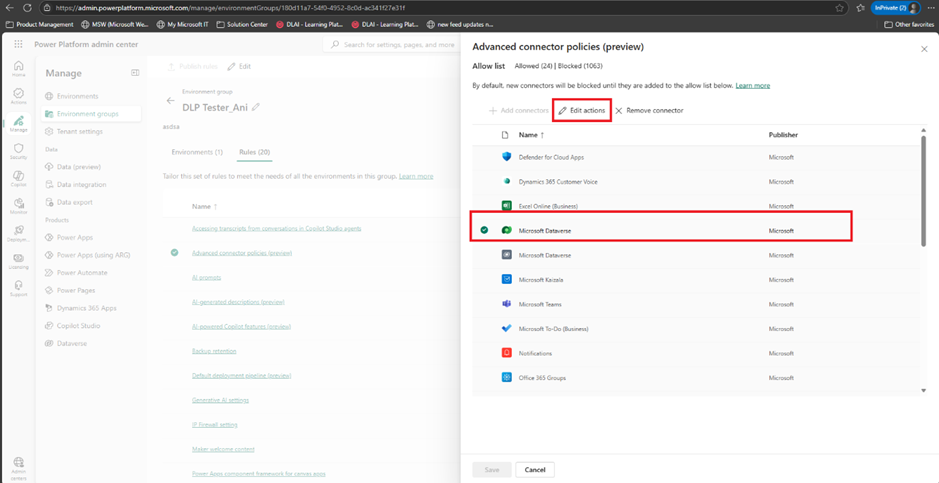 https://admin.powerplatform.microsoft.com/manage/environmentGroups/180d11a7-54f0-4952-8c0d-ac341f27e31f
InPrivate (2)
Product Management
MSW (Microsoft We...
My Microsoft IT
Solution Center
DLAI - Learning Plat...
DLAI - Learning Plat...
new feed updates n...
Other favorites
Power Platform admin center
Search for settings, pages, and more
Home
Actions
Manage
Security
Copilot
Monitor
Deploym...
Licensing
Support
Admin centers
Manage
Environments
Environment groups
Tenant settings
Data
Data (preview)
Data integration
Data export
Products
Power Apps
Power Apps (using ARG)
Power Automate
Power Pages
Dynamics 365 Apps
Copilot Studio
Dataverse
Publish rules
Edit
Environment group
DLP Tester_Ani
asdsa
Environments (1)
Rules (20)
Tailor this set of rules to meet the needs of all the environments in this group. Learn more
Name ↑
Accessing transcripts from conversations in Copilot Studio agents
Advanced connector policies (preview)
AI prompts
AI-generated descriptions (preview)
AI-powered Copilot features (preview)
Backup retention
Default deployment pipeline (preview)
Generative AI settings
IP Firewall setting
Maker welcome content
Power Apps component framework for canvas apps
Advanced connector policies (preview)
Allow list Allowed (24) | Blocked (1063)
By default, new connectors will be blocked until they are added to the allow list below. Learn more
Add connectors
Edit actions
Remove connector
Name ↑ Publisher
Defender for Cloud Apps Microsoft
Dynamics 365 Customer Voice Microsoft
Excel Online (Business) Microsoft
Microsoft Dataverse Microsoft
Microsoft Dataverse Microsoft
Microsoft Kaizala Microsoft
Microsoft Teams Microsoft
Microsoft To-Do (Business) Microsoft
Notifications Microsoft
Office 365 Groups Microsoft
Save
Cancel